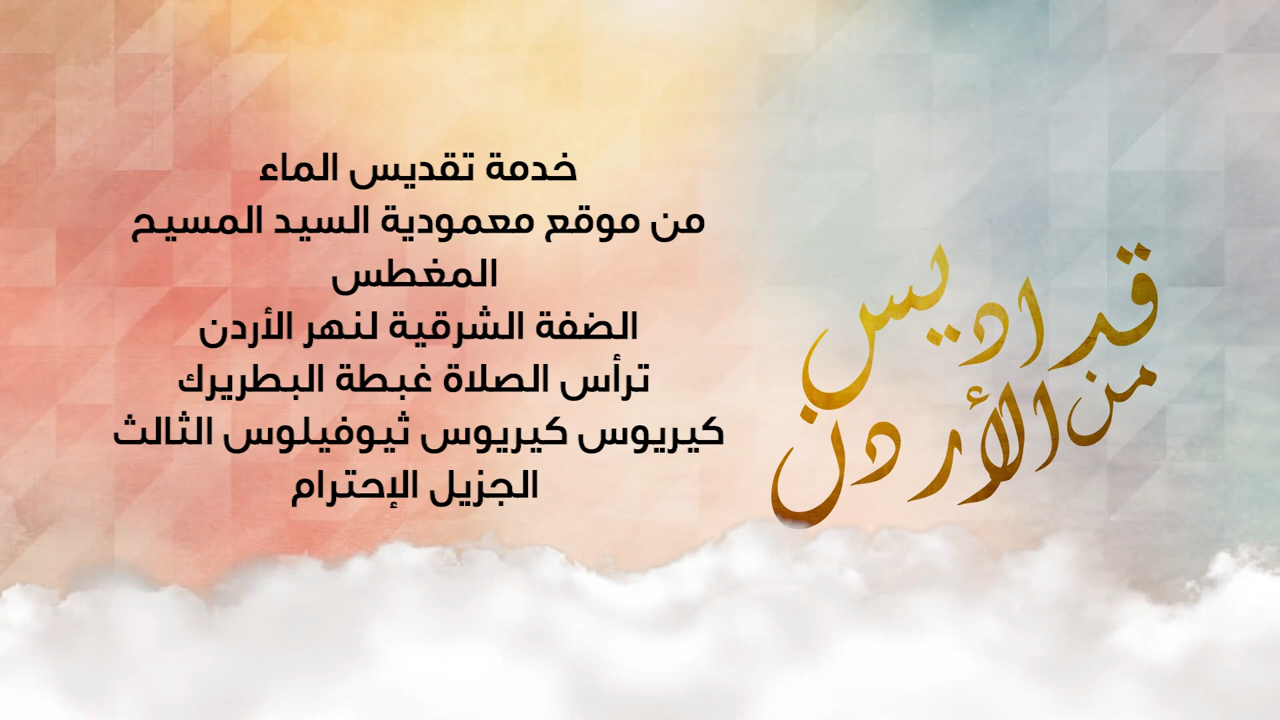 خدمة تقديس الماء
من موقع معمودية السيد المسيح
المغطس
الضفة الشرقية لنهر الأردن
ترأس الصلاة غبطة البطريرك
كيريوس كيريوس ثيوفيلوس الثالث
الجزيل الإحترام
قداديس
من الأردن